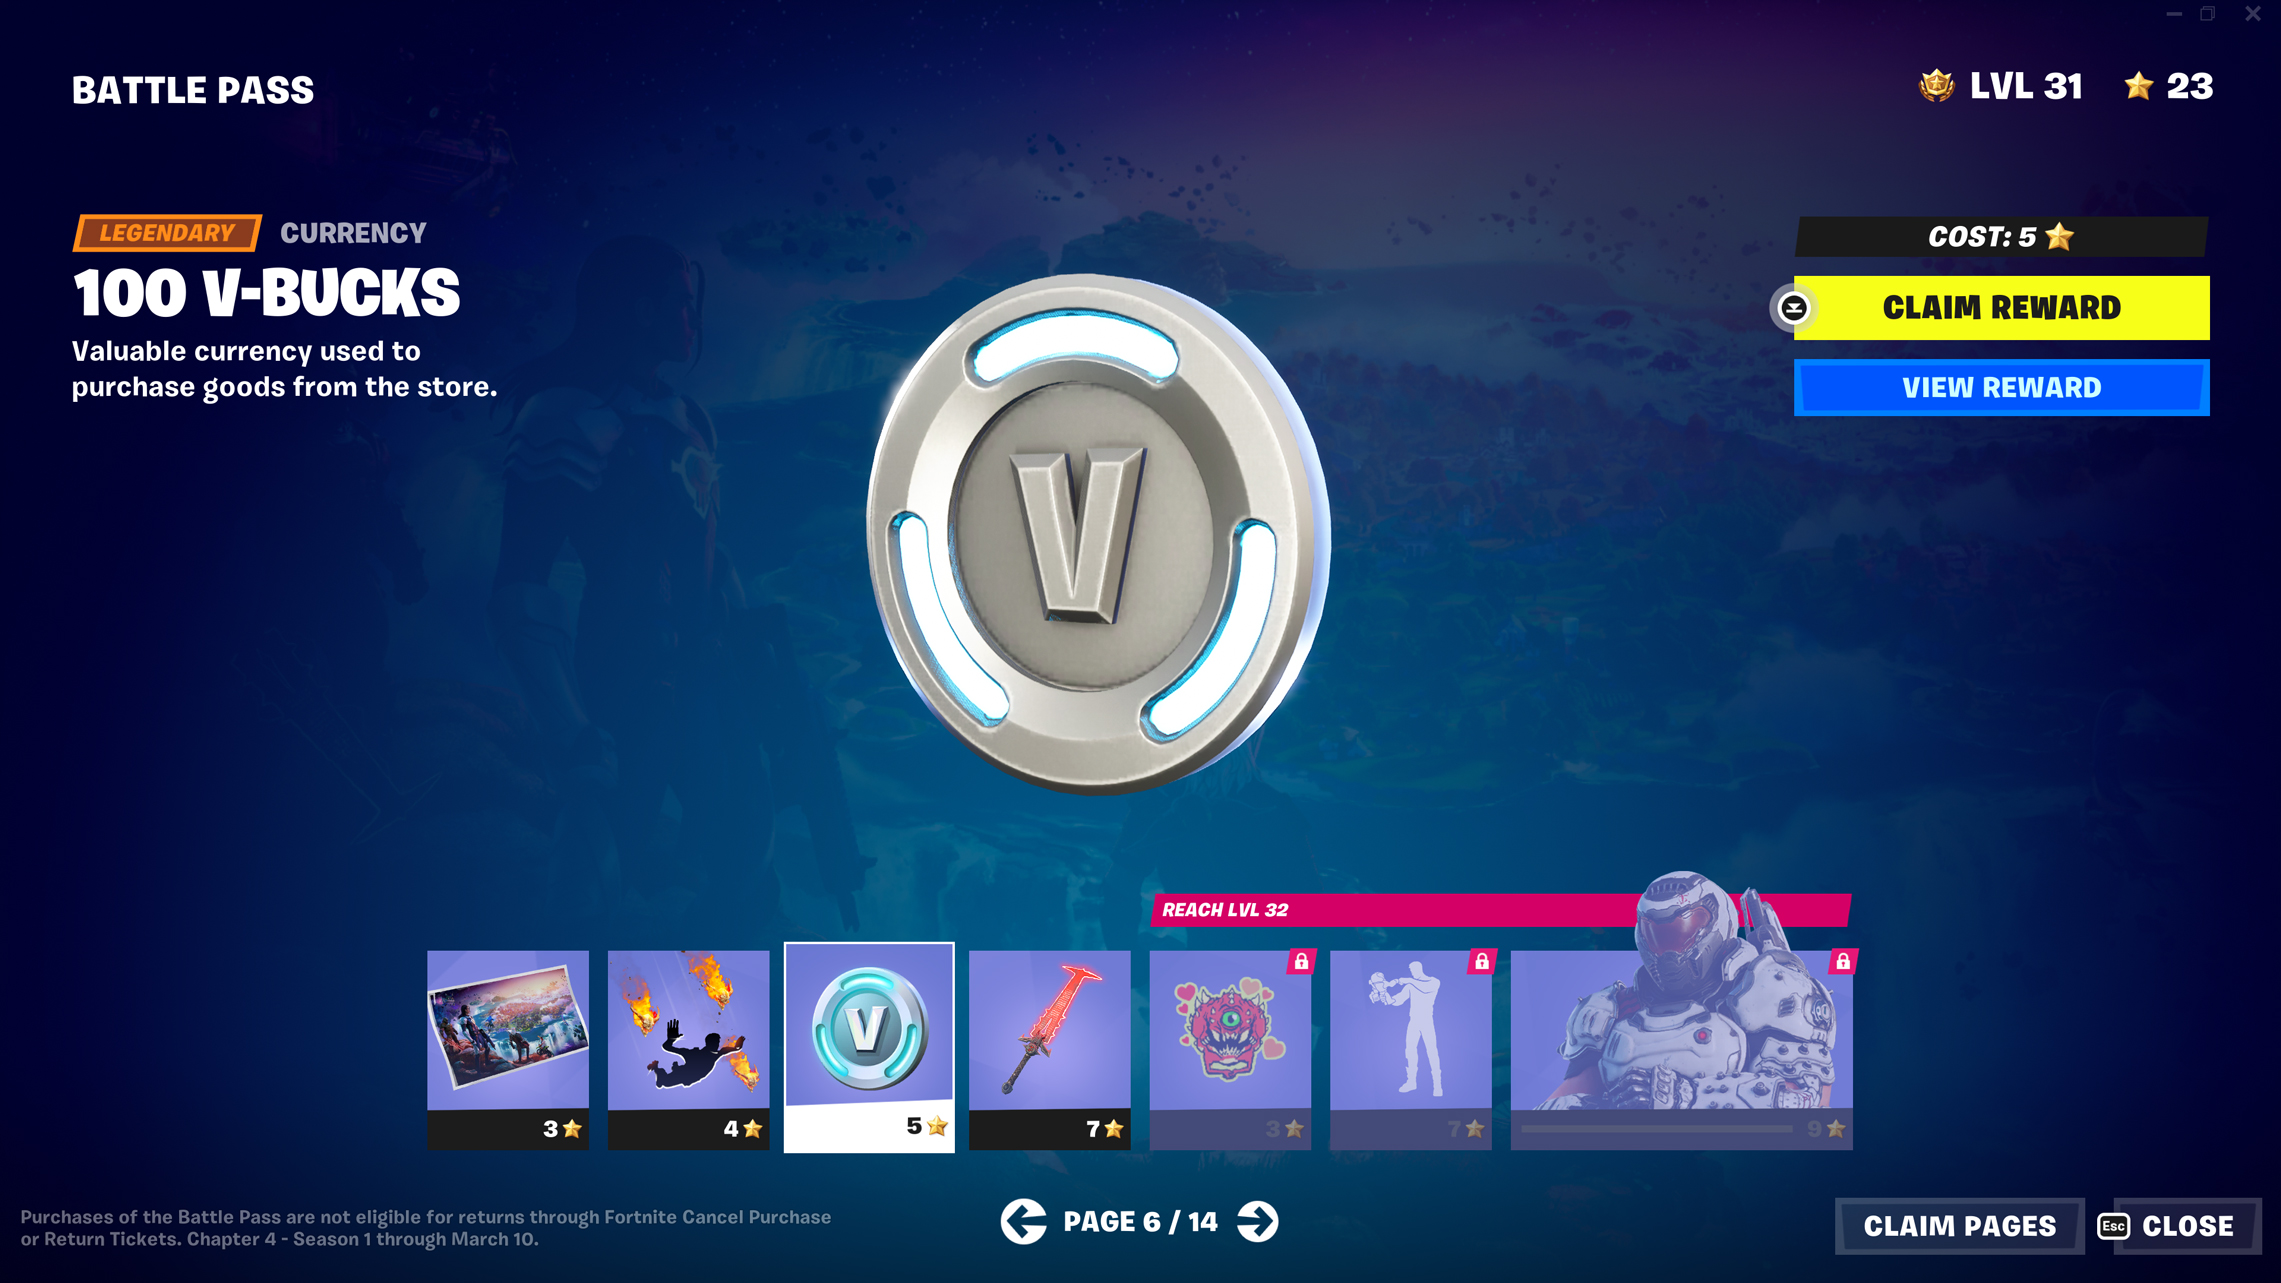 BATTLE PASS
LVL 31
23
LEGENDARY CURRENCY
100 V-BUCKS
Valuable currency used to
purchase goods from the store.
COST: 5
CLAIM REWARD
VIEW REWARD
V
REACH LVL 32
V
3
4
5
7
3
7
9
Purchases of the Battle Pass are not eligible for returns through Fortnite Cancel Purchase
or Return Tickets. Chapter 4 - Season 1 through March 10.
PAGE 6 / 14
CLAIM PAGES
Esc CLOSE